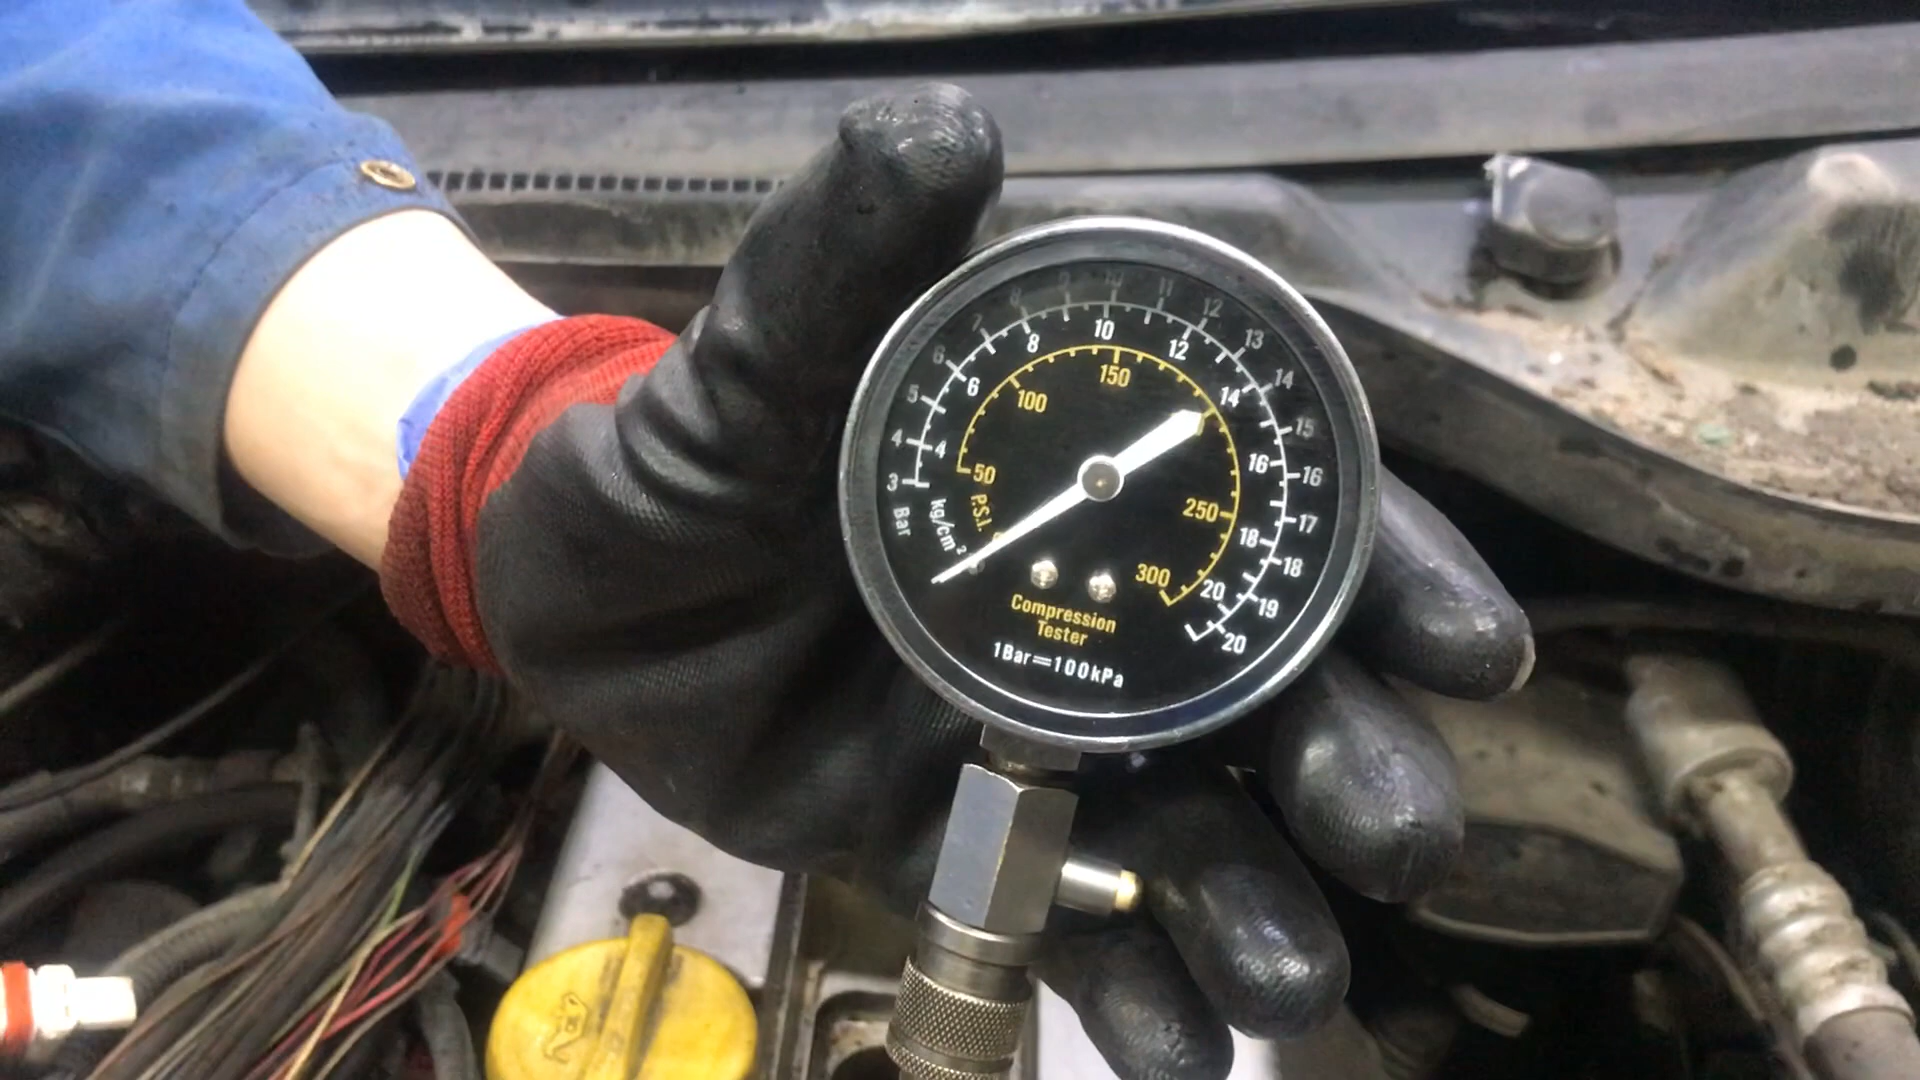 3 4 5 6 7 8 9 10 11 12 13 14 15 16 17 18 19 20
Bar
4 6 8 10 12 14 16 18 20
kg/cm²
50 100 150 250 300
P.S.I.
Compression
Tester
1Bar=100kPa